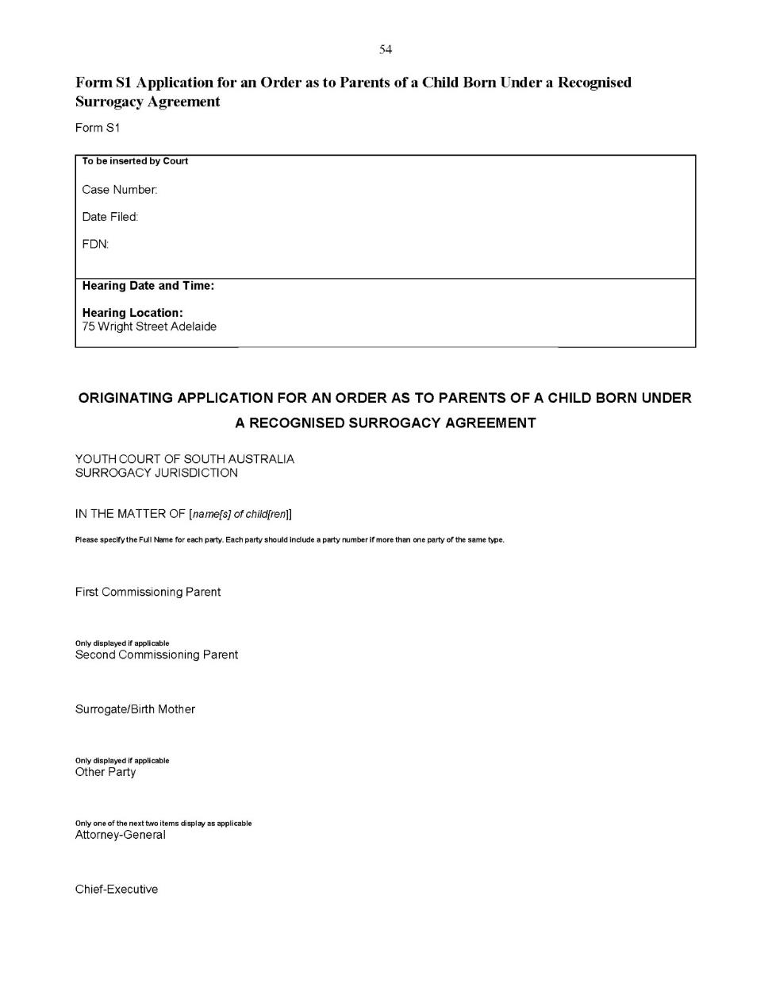 54
Form S1 Application for an Order as to Parents of a Child Born Under a Recognised
Surrogacy Agreement
Form S1
To be inserted by Court
Case Number:
Date Filed:
FDN:
Hearing Date and Time:
Hearing Location:
75 Wright Street Adelaide
ORIGINATING APPLICATION FOR AN ORDER AS TO PARENTS OF A CHILD BORN UNDER
A RECOGNISED SURROGACY AGREEMENT
YOUTH COURT OF SOUTH AUSTRALIA
SURROGACY JURISDICTION
IN THE MATTER OF [name[s] of child[ren]]
Please specify the Full Name for each party. Each party should include a party number if more than one party of the same type.
First Commissioning Parent
Only displayed if applicable
Second Commissioning Parent
Surrogate/Birth Mother
Only displayed if applicable
Other Party
Only one of the next two items display as applicable
Attorney-General
Chief-Executive